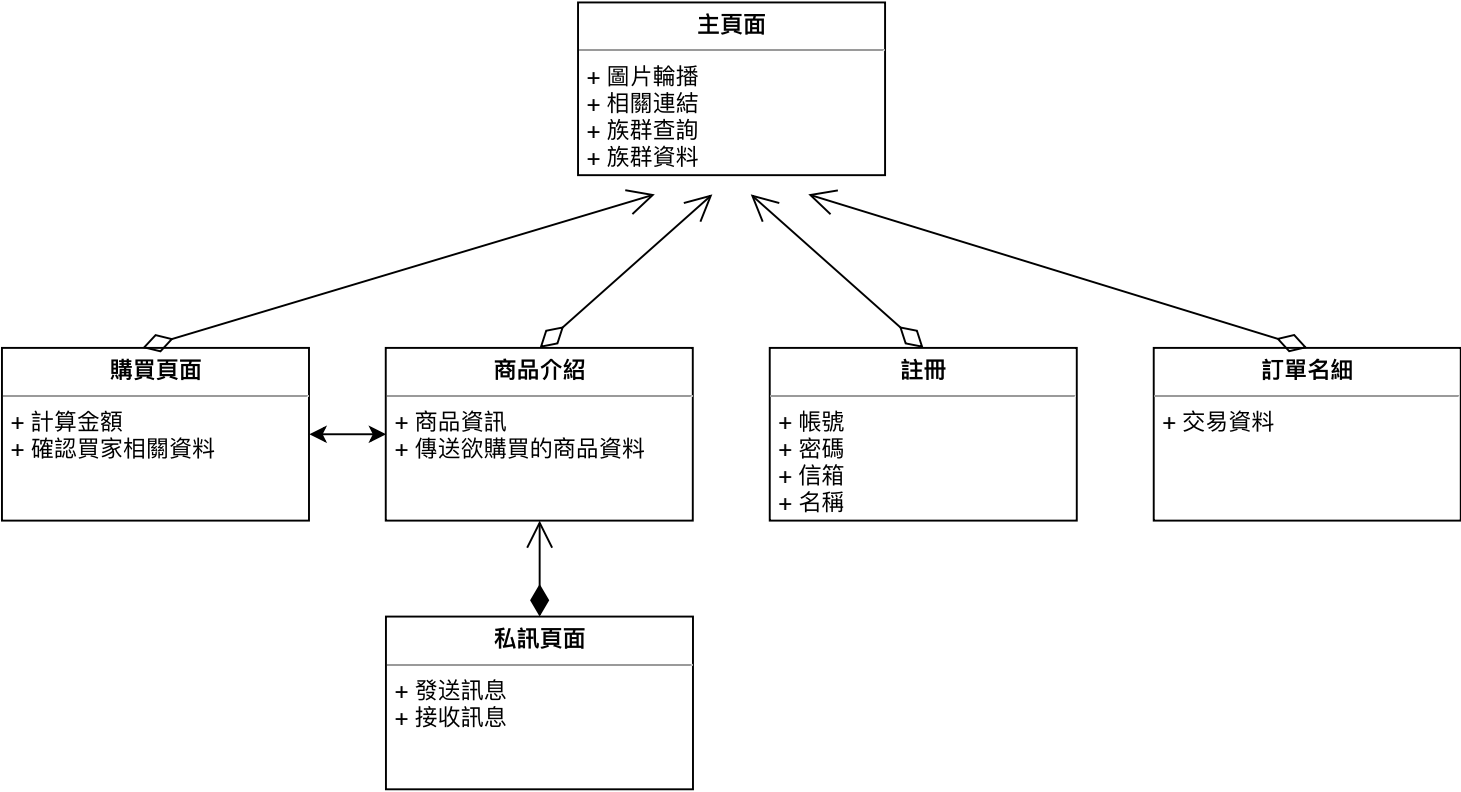 主頁面
+ 圖片輪播
+ 相關連結
+ 族群查詢
+ 族群資料
購買頁面
+ 計算金額
+ 確認買家相關資料
商品介紹
+ 商品資訊
+ 傳送欲購買的商品資料
註冊
+ 帳號
+ 密碼
+ 信箱
+ 名稱
訂單名細
+ 交易資料
私訊頁面
+ 發送訊息
+ 接收訊息